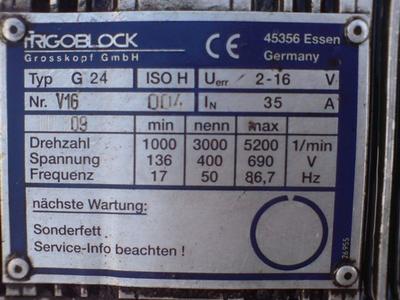 FRIGOBLOCK
Grosskopf GmbH
CE
45356 Essen
Germany
Typ G 24 ISO H Uerr 2-16 V
Nr. V16 004 IN 35 A
09 min nenn max
Drehzahl 1000 3000 5200 1/min
Spannung 136 400 690 V
Frequenz 17 50 86,7 Hz
nächste Wartung:
Sonderfett
Service-Info beachten !
26955